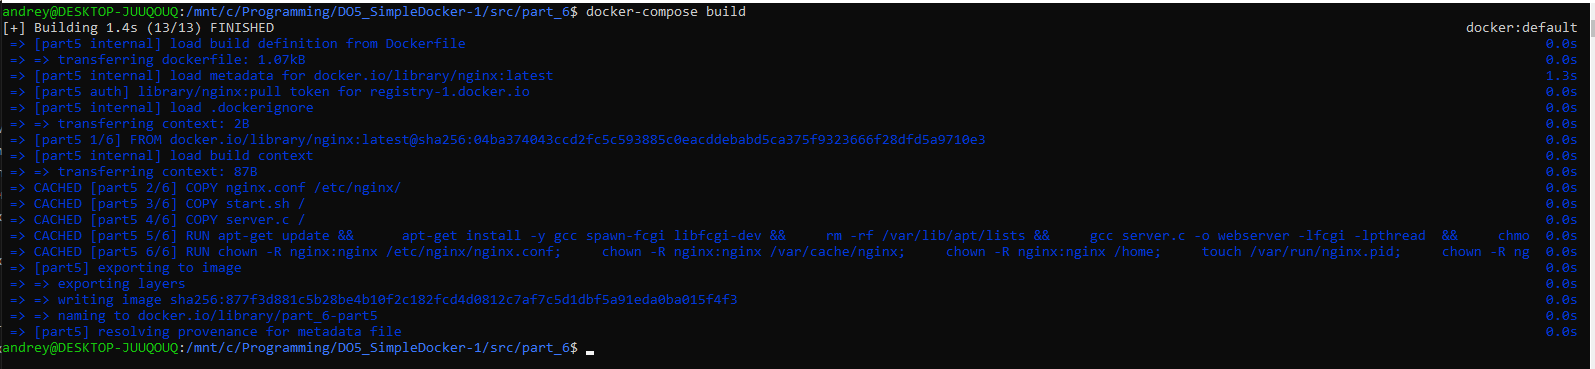 andrey@DESKTOP-JUUQOUQ:/mnt/c/Programming/DO5_SimpleDocker-1/src/part_6$ docker-compose build
[+] Building 1.4s (13/13) FINISHED docker:default
=> [part5 internal] load build definition from Dockerfile 0.0s
=> => transferring dockerfile: 1.07kB 0.0s
=> [part5 internal] load metadata for docker.io/library/nginx:latest 1.3s
=> [part5 auth] library/nginx:pull token for registry-1.docker.io 0.0s
=> [part5 internal] load .dockerignore 0.0s
=> => transferring context: 2B 0.0s
=> [part5 1/6] FROM docker.io/library/nginx:latest@sha256:04ba374043ccd2fc5c593885c0eacddebabd5ca375f9323666f28dfd5a9710e3 0.0s
=> [part5 internal] load build context 0.0s
=> => transferring context: 87B 0.0s
=> CACHED [part5 2/6] COPY nginx.conf /etc/nginx/ 0.0s
=> CACHED [part5 3/6] COPY start.sh / 0.0s
=> CACHED [part5 4/6] COPY server.c / 0.0s
=> CACHED [part5 5/6] RUN apt-get update && apt-get install -y gcc spawn-fcgi libfcgi-dev && rm -rf /var/lib/apt/lists && gcc server.c -o webserver -lfcgi -lpthread && chmo 0.0s
=> CACHED [part5 6/6] RUN chown -R nginx:nginx /etc/nginx/nginx.conf; chown -R nginx:nginx /var/cache/nginx; chown -R nginx:nginx /home; touch /var/run/nginx.pid; chown -R ng 0.0s
=> [part5] exporting to image 0.0s
=> => exporting layers 0.0s
=> => writing image sha256:877f3d881c5b28be4b10f2c182fcd4d0812c7af7c5d1dbf5a91eda0ba015f4f3 0.0s
=> => naming to docker.io/library/part_6-part5 0.0s
=> [part5] resolving provenance for metadata file 0.0s
andrey@DESKTOP-JUUQOUQ:/mnt/c/Programming/DO5_SimpleDocker-1/src/part_6$